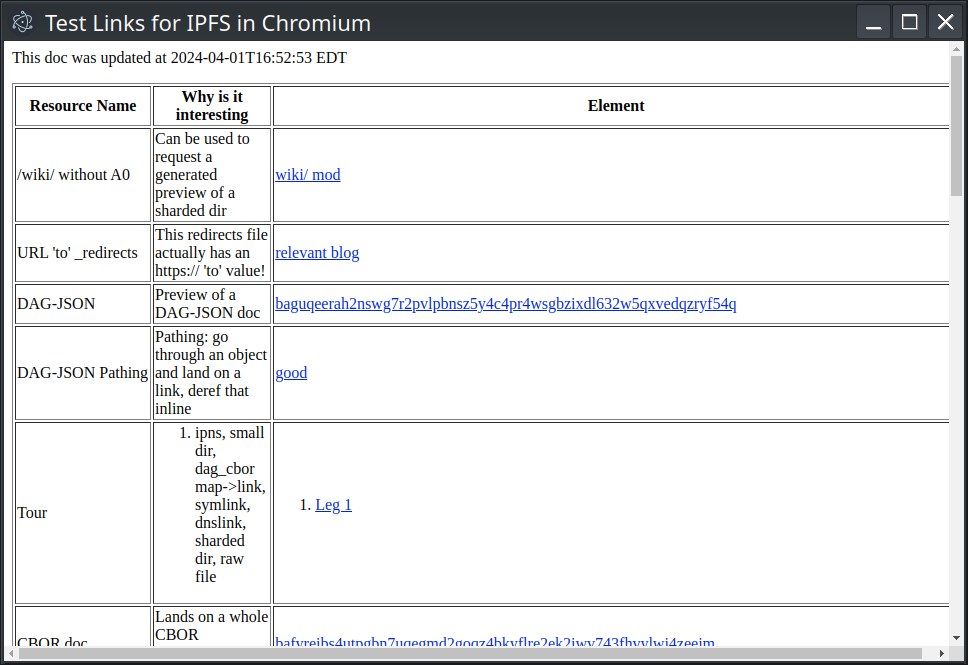 Test Links for IPFS in Chromium
This doc was updated at 2024-04-01T16:52:53 EDT
Resource Name
Why is it
interesting
Element
/wiki/ without A0
Can be used to
request a
generated
preview of a
sharded dir
wiki/ mod
URL 'to' _redirects
This redirects file
actually has an
https:// 'to' value!
relevant blog
DAG-JSON
Preview of a
DAG-JSON doc
baguqeerah2nswg7r2pvlpbnsz5y4c4pr4wsgbzixdl632w5qxvedqzryf54q
DAG-JSON Pathing
Pathing: go
through an object
and land on a
link, deref that
inline
good
Tour
1. ipns, small
dir,
dag_cbor
map->link,
symlink,
dnslink,
sharded
dir, raw
file
1. Leg 1
CBOR doc
Lands on a whole
CBOR